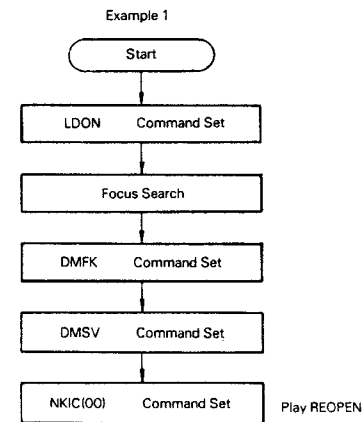 Example 1
Start
LDON Command Set
Focus Search
DMFK Command Set
DMSV Command Set
NKIC(00) Command Set Play REOPEN